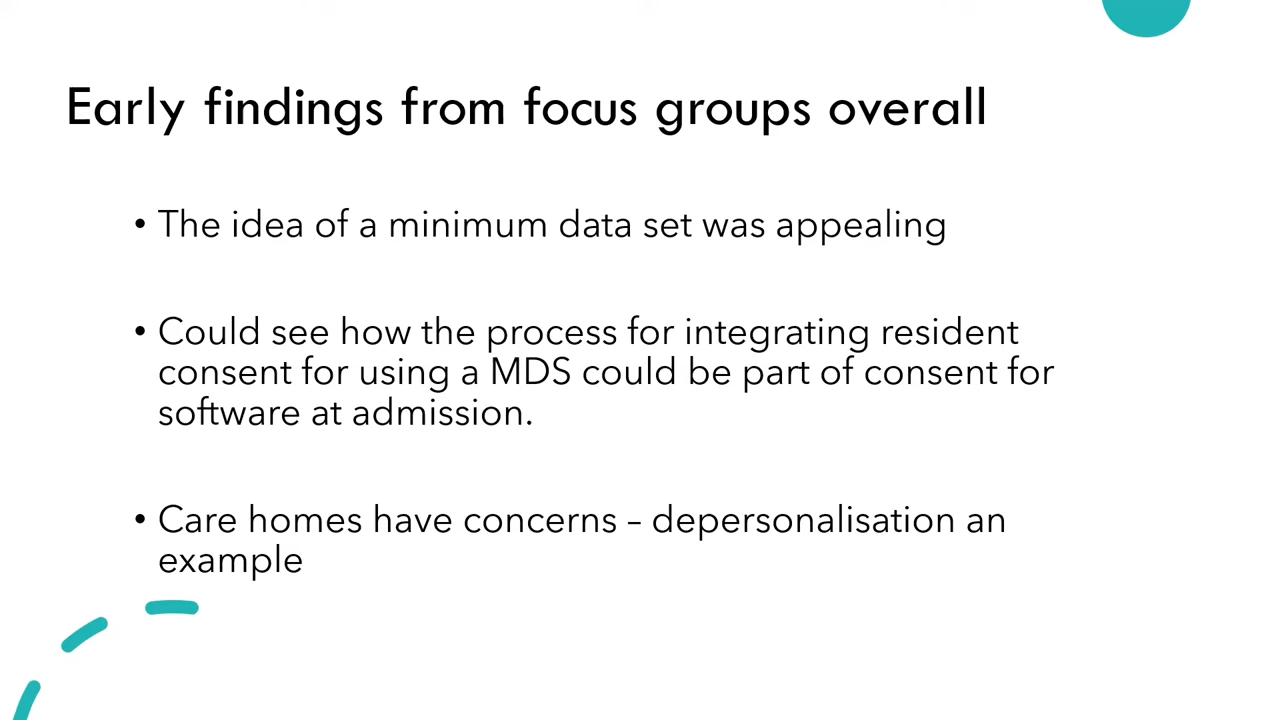 Early findings from focus groups overall
• The idea of a minimum data set was appealing
• Could see how the process for integrating resident
consent for using a MDS could be part of consent for
software at admission.
• Care homes have concerns – depersonalisation an
example